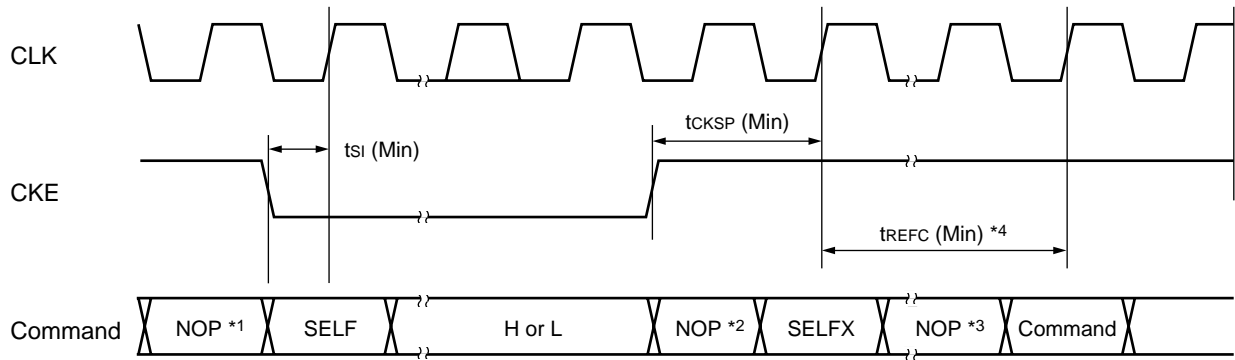 CLK
tCKSP (Min)
tSI (Min)
CKE
tREFC (Min) *4
Command NOP *1 SELF H or L NOP *2 SELFX NOP *3 Command